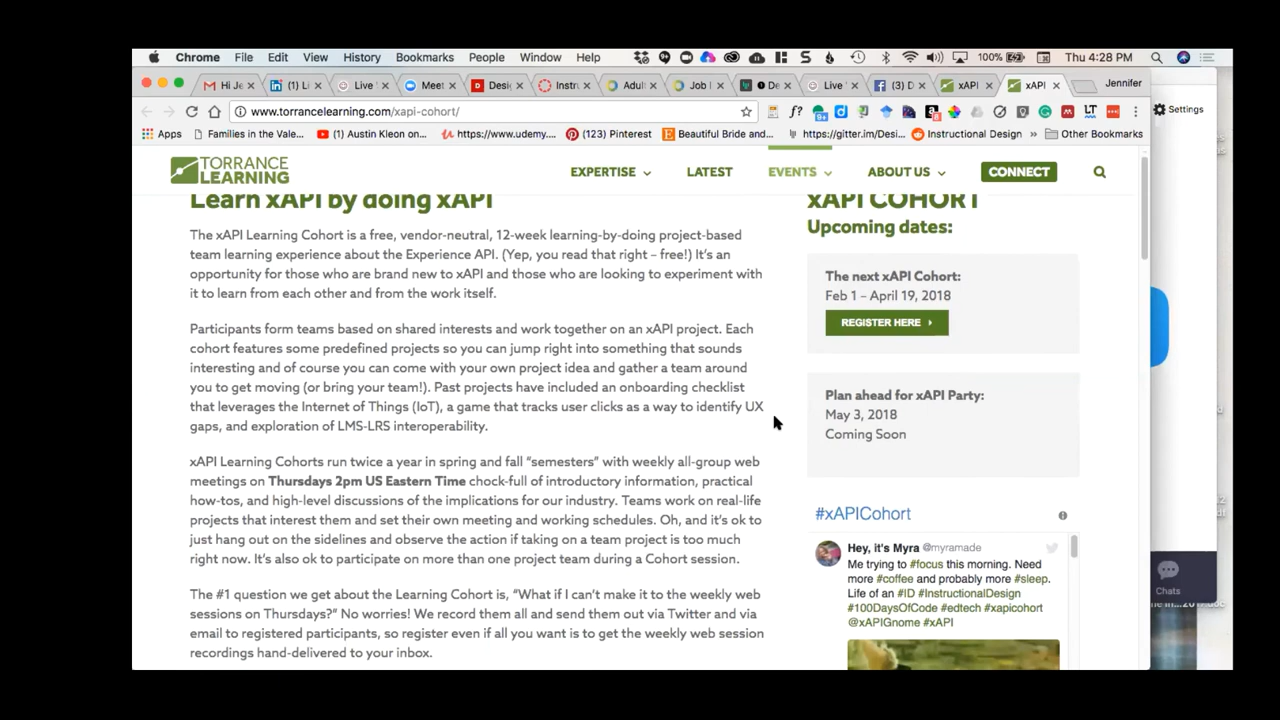 Chrome File Edit View History Bookmarks People Window Help 100% Thu 4:28 PM
Hi Je (1) Li Live Meet Desig Instru Adul Job De Live (3) D xAPI xAPI Jennifer
www.torrancelearning.com/xapi-cohort/
Settings
Apps Families in the Vale... (1) Austin Kleon on... https://www.udemy.... (123) Pinterest Beautiful Bride and... https://gitter.im/Desi... Instructional Design » Other Bookmarks
TORRANCE
LEARNING
EXPERTISE LATEST EVENTS ABOUT US CONNECT
Learn xAPI by doing xAPI
The xAPI Learning Cohort is a free, vendor-neutral, 12-week learning-by-doing project-based
team learning experience about the Experience API. (Yep, you read that right – free!) It's an
opportunity for those who are brand new to xAPI and those who are looking to experiment with
it to learn from each other and from the work itself.
Participants form teams based on shared interests and work together on an xAPI project. Each
cohort features some predefined projects so you can jump right into something that sounds
interesting and of course you can come with your own project idea and gather a team around
you to get moving (or bring your team!). Past projects have included an onboarding checklist
that leverages the Internet of Things (IoT), a game that tracks user clicks as a way to identify UX
gaps, and exploration of LMS-LRS interoperability.
xAPI Learning Cohorts run twice a year in spring and fall "semesters" with weekly all-group web
meetings on Thursdays 2pm US Eastern Time chock-full of introductory information, practical
how-tos, and high-level discussions of the implications for our industry. Teams work on real-life
projects that interest them and set their own meeting and working schedules. Oh, and it's ok to
just hang out on the sidelines and observe the action if taking on a team project is too much
right now. It's also ok to participate on more than one project team during a Cohort session.
The #1 question we get about the Learning Cohort is, "What if I can't make it to the weekly web
sessions on Thursdays?" No worries! We record them all and send them out via Twitter and via
email to registered participants, so register even if all you want is to get the weekly web session
recordings hand-delivered to your inbox.
xAPI COHORT
Upcoming dates:
The next xAPI Cohort:
Feb 1 – April 19, 2018
REGISTER HERE
Plan ahead for xAPI Party:
May 3, 2018
Coming Soon
#xAPICohort
Hey, it's Myra @myramade
Me trying to #focus this morning. Need
more #coffee and probably more #sleep.
Life of an #ID #InstructionalDesign
#100DaysOfCode #edtech #xapicohort
@xAPIGnome #xAPI
Chats